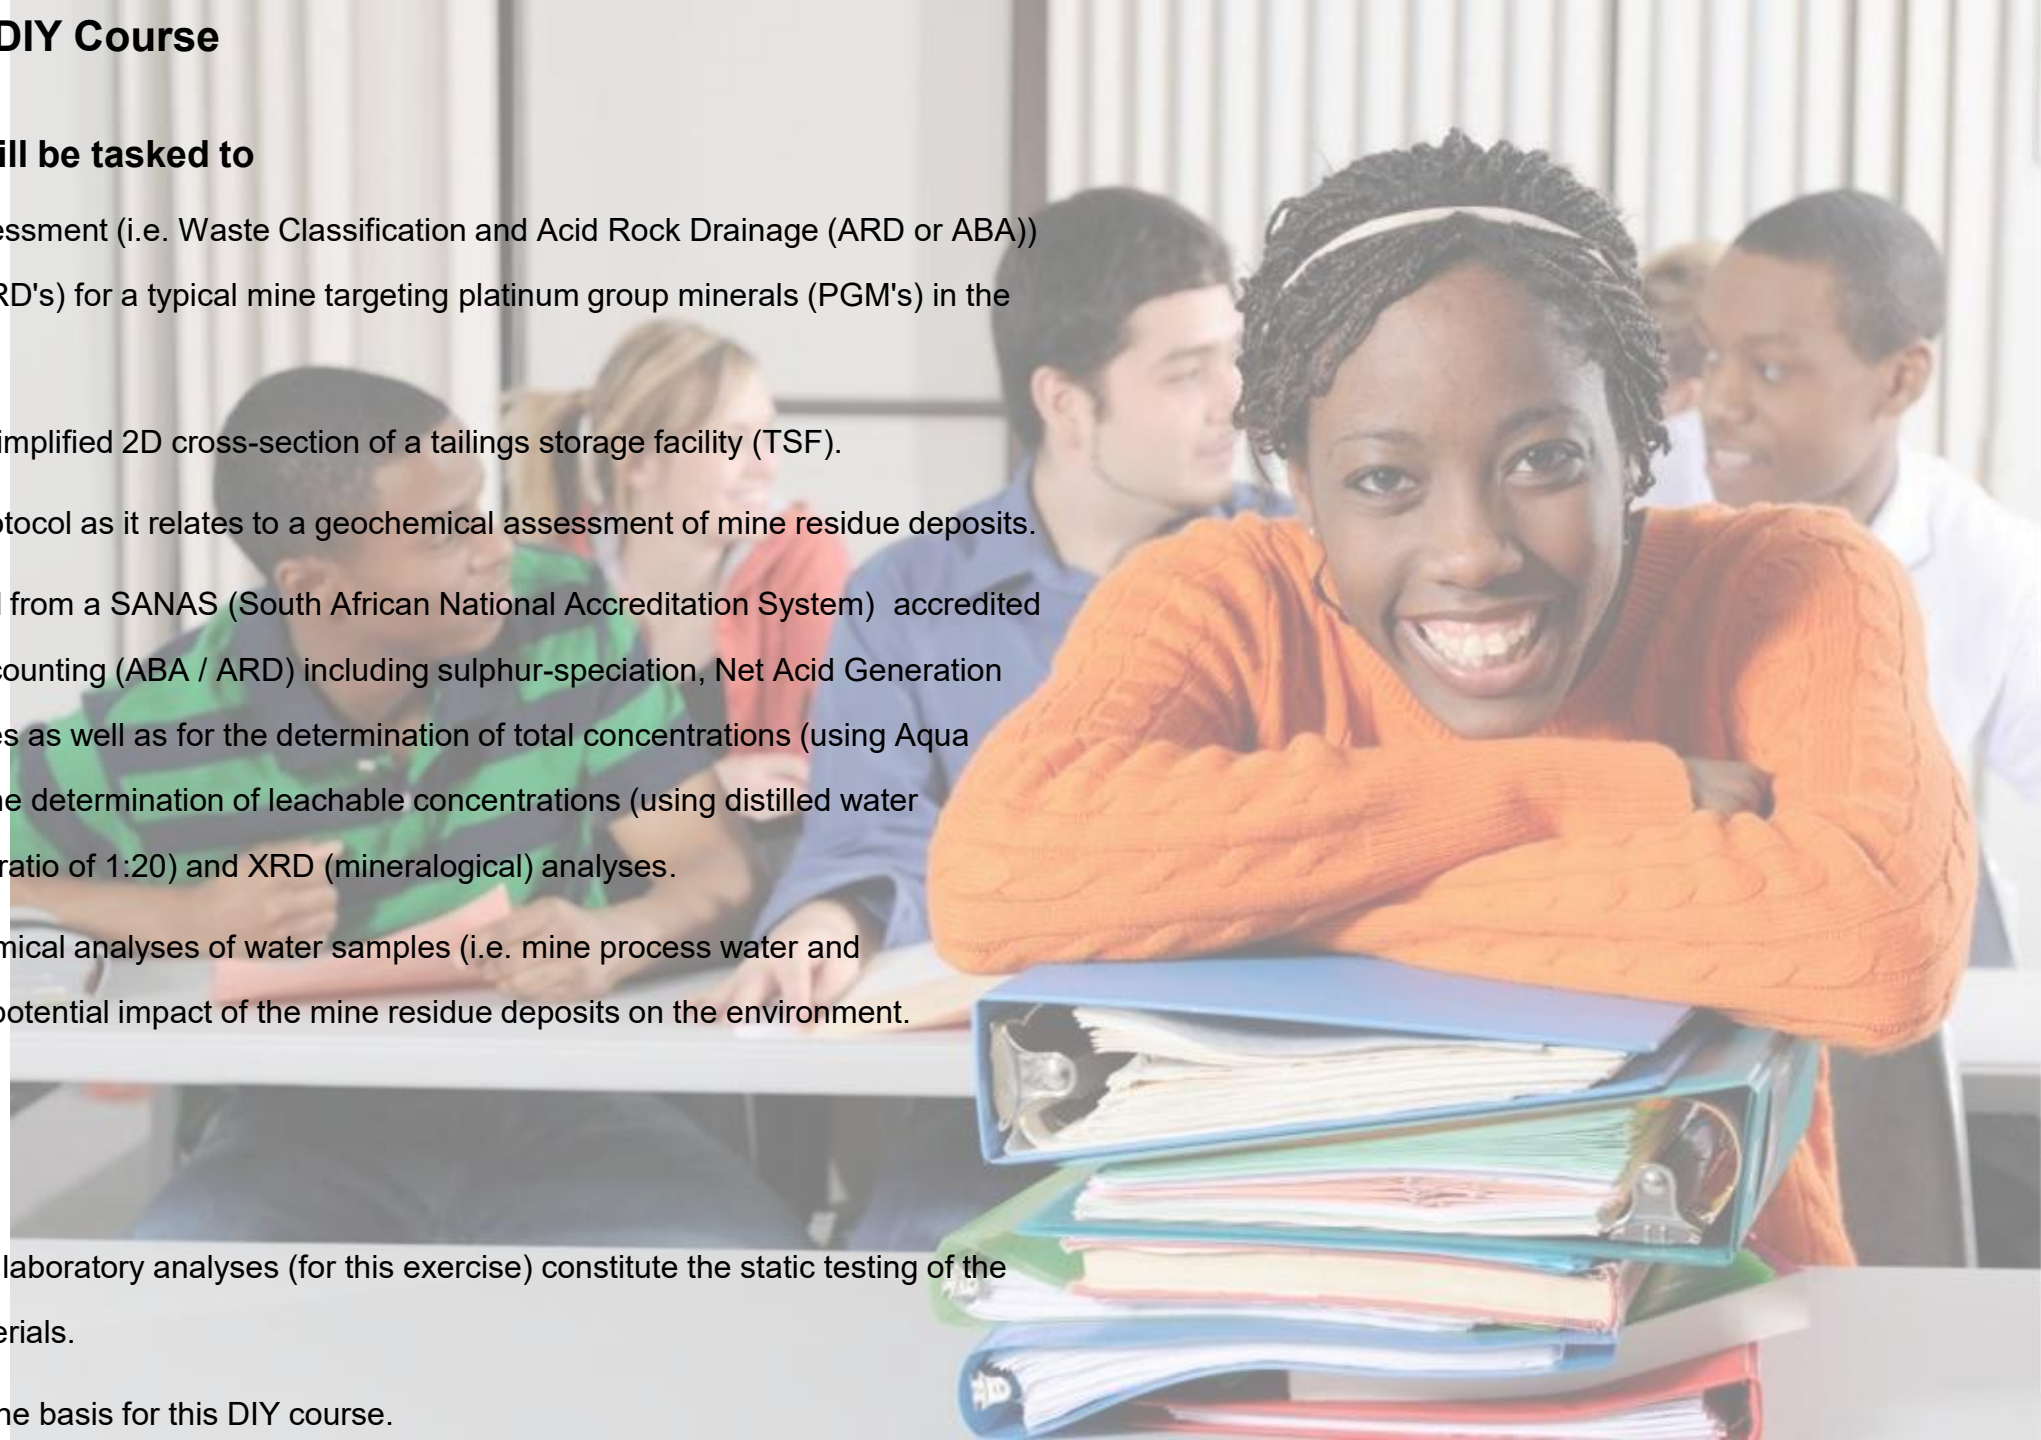 DIY Course
ill be tasked to
essment (i.e. Waste Classification and Acid Rock Drainage (ARD or ABA))
RD's) for a typical mine targeting platinum group minerals (PGM's) in the
implified 2D cross-section of a tailings storage facility (TSF).
otocol as it relates to a geochemical assessment of mine residue deposits.
from a SANAS (South African National Accreditation System) accredited
counting (ABA / ARD) including sulphur-speciation, Net Acid Generation
es as well as for the determination of total concentrations (using Aqua
ne determination of leachable concentrations (using distilled water
ratio of 1:20) and XRD (mineralogical) analyses.
mical analyses of water samples (i.e. mine process water and
potential impact of the mine residue deposits on the environment.
laboratory analyses (for this exercise) constitute the static testing of the
erials.
ne basis for this DIY course.